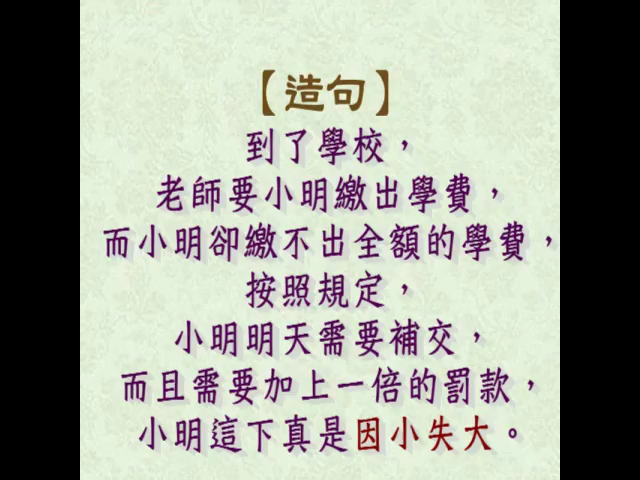 【造句】
到了學校，
老師要小明繳出學費，
而小明卻繳不出全額的學費，
按照規定，
小明明天需要補交，
而且需要加上一倍的罰款，
小明這下真是因小失大。